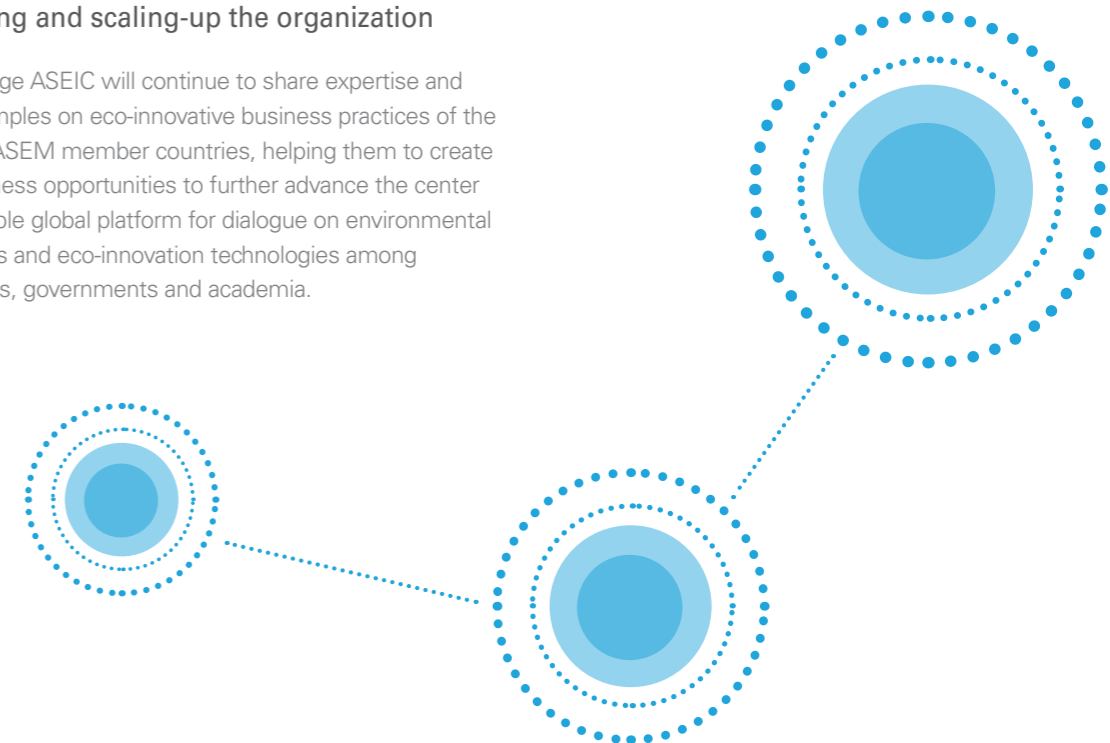 ng and scaling-up the organization
ge ASEIC will continue to share expertise and
mples on eco-innovative business practices of the
ASEM member countries, helping them to create
ness opportunities to further advance the center
ble global platform for dialogue on environmental
s and eco-innovation technologies among
s, governments and academia.